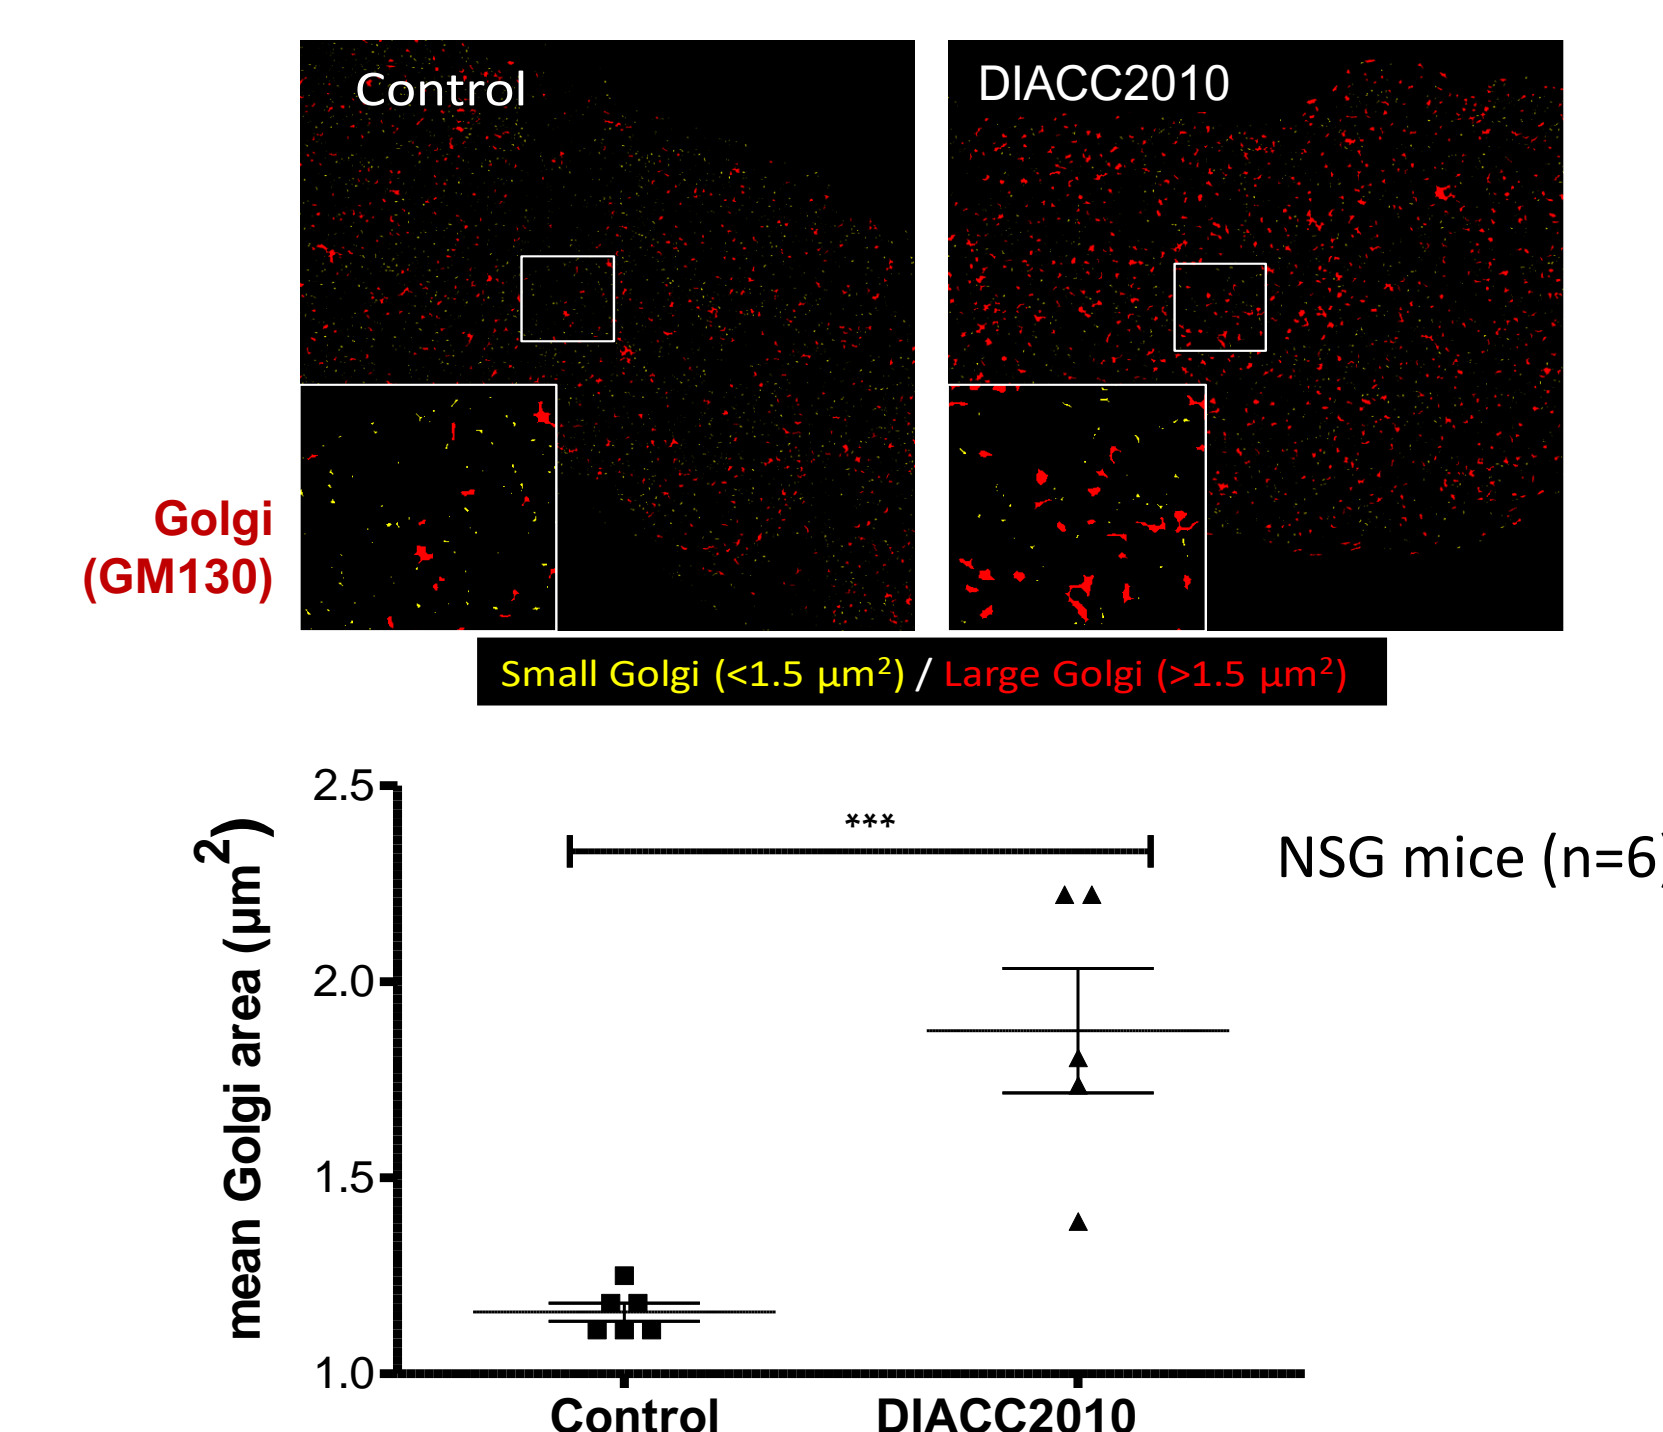 Control
DIACC2010
Golgi
(GM130)
Small Golgi (<1.5 µm²) / Large Golgi (>1.5 µm²)
2.5
2.0
1.5
1.0
mean Golgi area (µm²)
***
NSG mice (n=6)
Control
DIACC2010